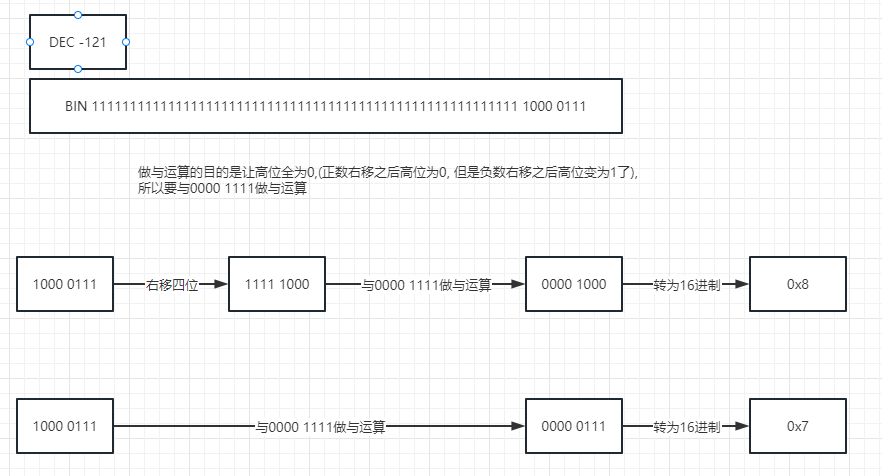 DEC -121
BIN 11111111111111111111111111111111111111111111111111111111 1000 0111
做与运算的目的是让高位全为0,(正数右移之后高位为0, 但是负数右移之后高位变为1了),
所以要与0000 1111做与运算
1000 0111 右移四位 1111 1000 与0000 1111做与运算 0000 1000 转为16进制 0x8
1000 0111 与0000 1111做与运算 0000 0111 转为16进制 0x7